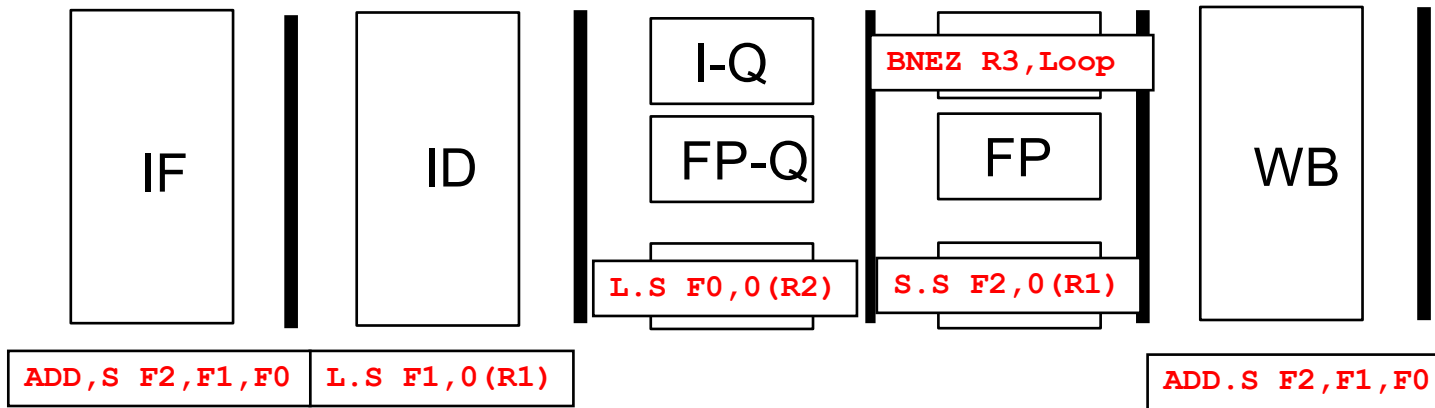 I-Q
BNEZ R3,Loop
IF
ID
FP-Q
FP
WB
L.S F0,0(R2)
S.S F2,0(R1)
ADD,S F2,F1,F0
L.S F1,0(R1)
ADD.S F2,F1,F0